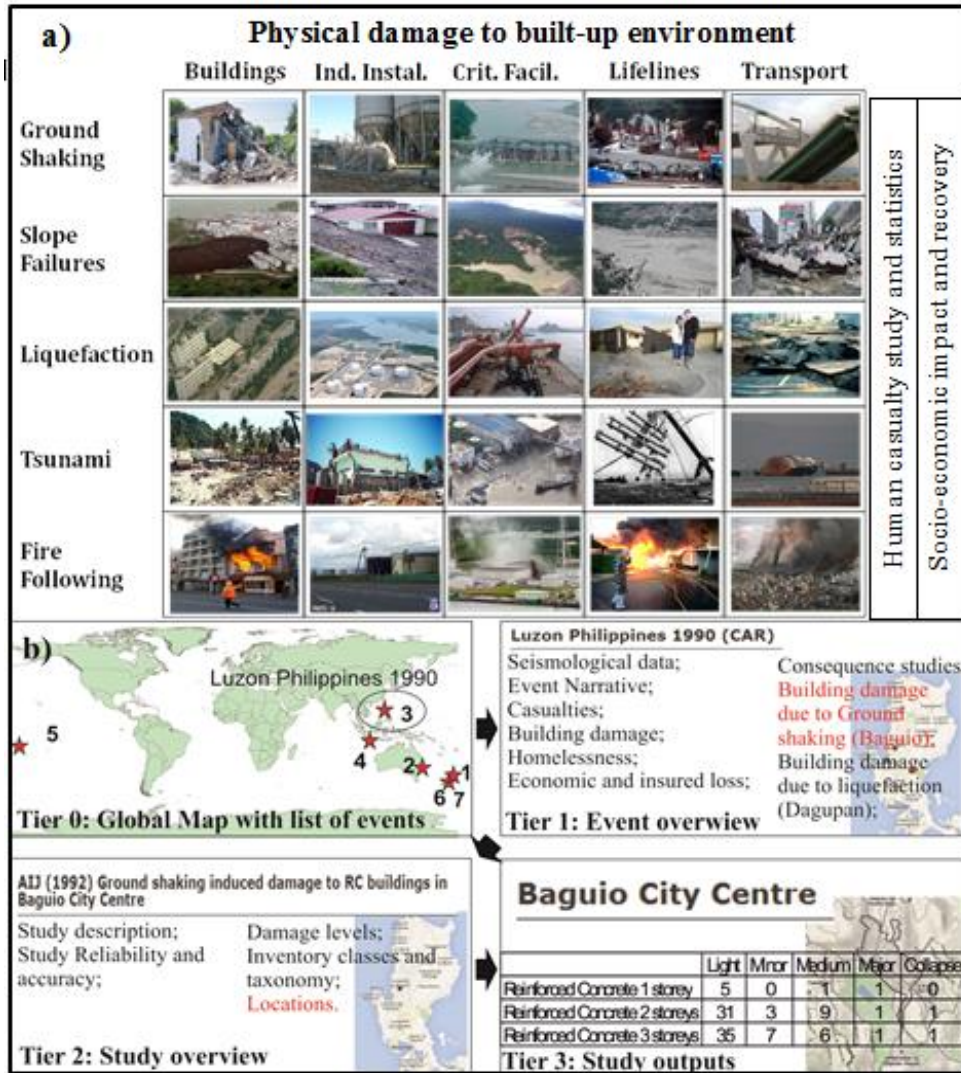 a) Physical damage to built-up environment
Buildings Ind. Instal. Crit. Facil. Lifelines Transport
Ground
Shaking
Slope
Failures
Liquefaction
Tsunami
Fire
Following
Human casualty study and statistics
Socio-economic impact and recovery
b)
Luzon Philippines 1990
5
3
4
2
1
6
7
Tier 0: Global Map with list of events
Luzon Philippines 1990 (CAR)
Seismological data;
Event Narrative;
Casualties;
Building damage;
Homelessness;
Economic and insured loss;
Consequence studies
Building damage
due to Ground
shaking (Baguio);
Building damage
due to liquefaction
(Dagupan);
Tier 1: Event overwiew
AIJ (1992) Ground shaking induced damage to RC buildings in
Baguio City Centre
Study description;
Study Reliability and
accuracy;
Damage levels;
Inventory classes and
taxonomy;
Locations.
Tier 2: Study overview
Baguio City Centre
Light Minor Medium Major Collapse
Reinforced Concrete 1 storey 5 0 1 1 0
Reinforced Concrete 2 storeys 31 3 9 1 1
Reinforced Concrete 3 storeys 35 7 6 1 1
Tier 3: Study outputs